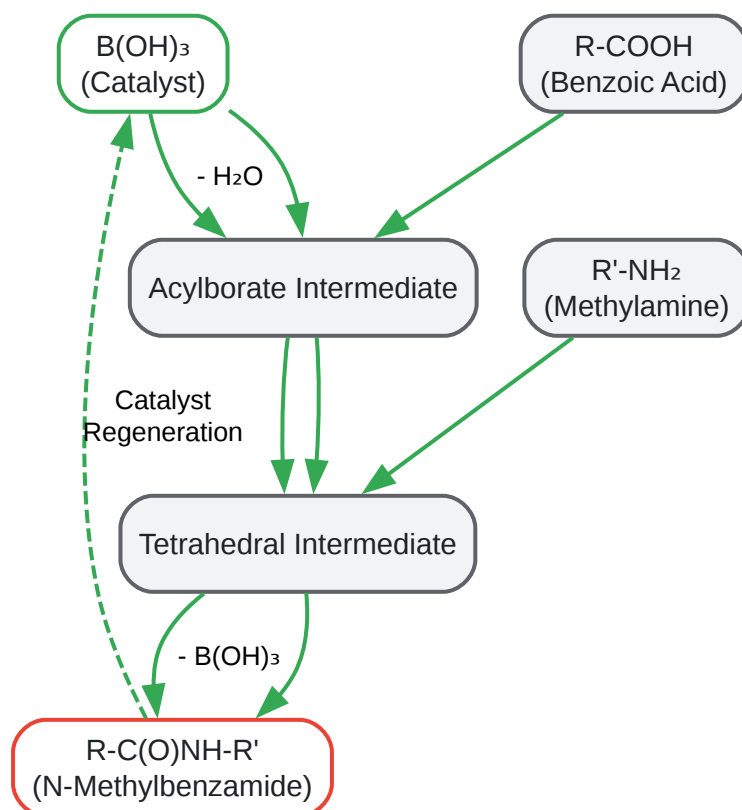 B(OH)₃
(Catalyst)
R-COOH
(Benzoic Acid)
- H₂O
Acylborate Intermediate
R'-NH₂
(Methylamine)
Catalyst
Regeneration
Tetrahedral Intermediate
- B(OH)₃
R-C(O)NH-R'
(N-Methylbenzamide)